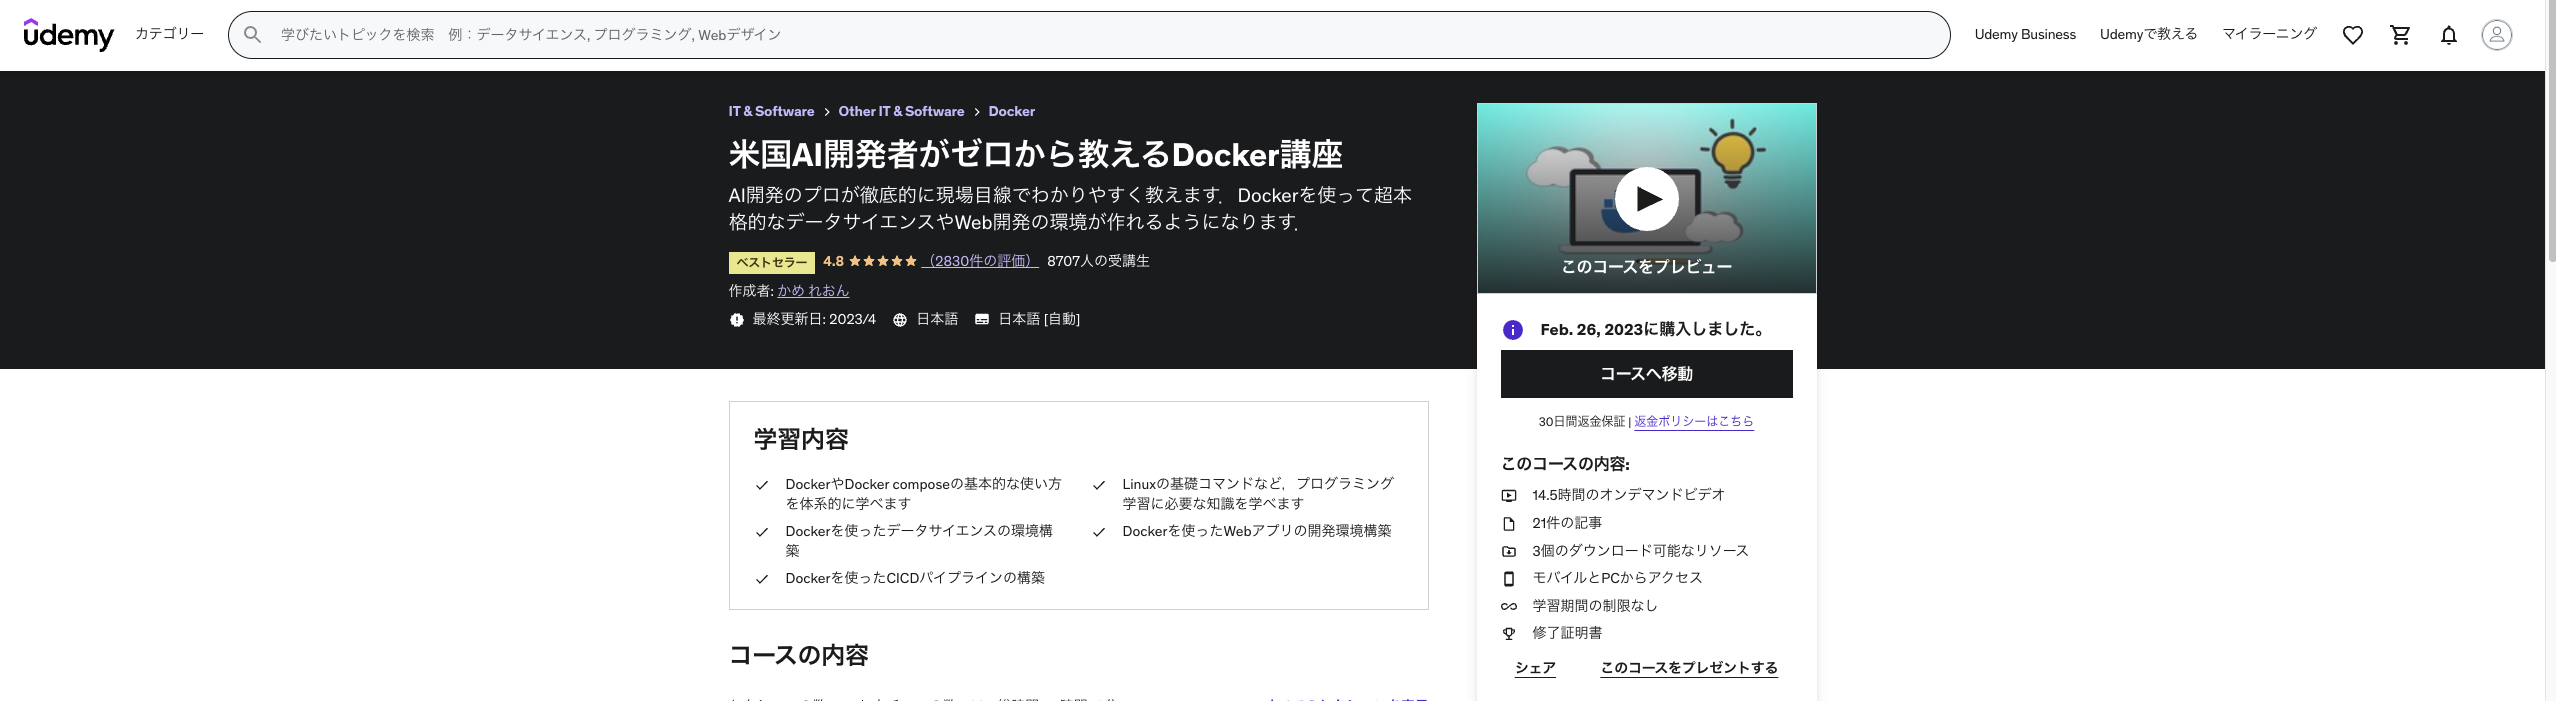 udemy
カテゴリー
学びたいトピックを検索　例：データサイエンス, プログラミング, Webデザイン
Udemy Business
Udemyで教える
マイラーニング
IT & Software > Other IT & Software > Docker
米国AI開発者がゼロから教えるDocker講座
AI開発のプロが徹底的に現場目線でわかりやすく教えます．Dockerを使って超本
格的なデータサイエンスやWeb開発の環境が作れるようになります．
ベストセラー 4.8 (2830件の評価) 8707人の受講生
作成者: かめ れおん
最終更新日: 2023/4 日本語 日本語 [自動]
このコースをプレビュー
Feb. 26, 2023に購入しました。
コースへ移動
30日間返金保証 | 返金ポリシーはこちら
このコースの内容:
14.5時間のオンデマンドビデオ
21件の記事
3個のダウンロード可能なリソース
モバイルとPCからアクセス
学習期間の制限なし
修了証明書
シェア
このコースをプレゼントする
学習内容
DockerやDocker composeの基本的な使い方
を体系的に学べます
Linuxの基礎コマンドなど，プログラミング
学習に必要な知識を学べます
Dockerを使ったデータサイエンスの環境構
築
Dockerを使ったWebアプリの開発環境構築
Dockerを使ったCICDパイプラインの構築
コースの内容